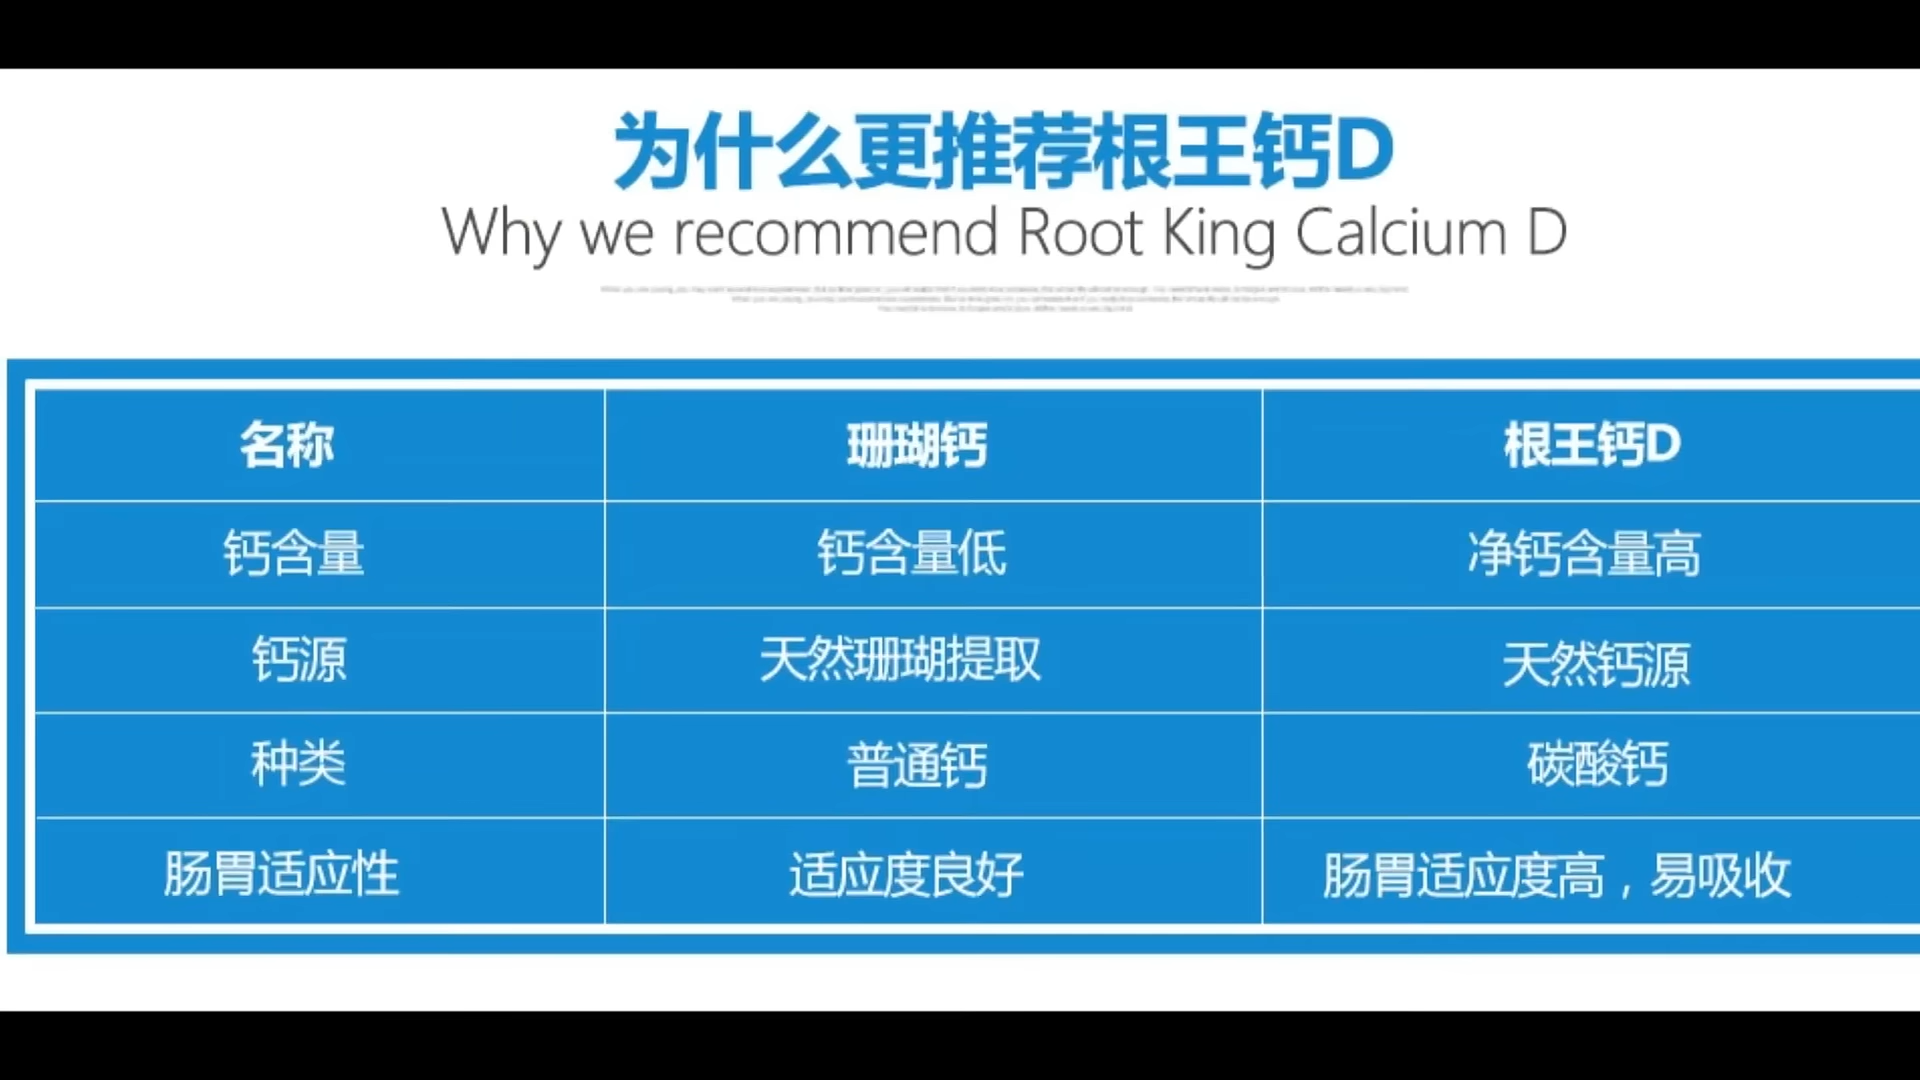 为什么更推荐根王钙D
Why we recommend Root King Calcium D
名称 珊瑚钙 根王钙D
钙含量 钙含量低 净钙含量高
钙源 天然珊瑚提取 天然钙源
种类 普通钙 碳酸钙
肠胃适应性 适应度良好 肠胃适应度高，易吸收